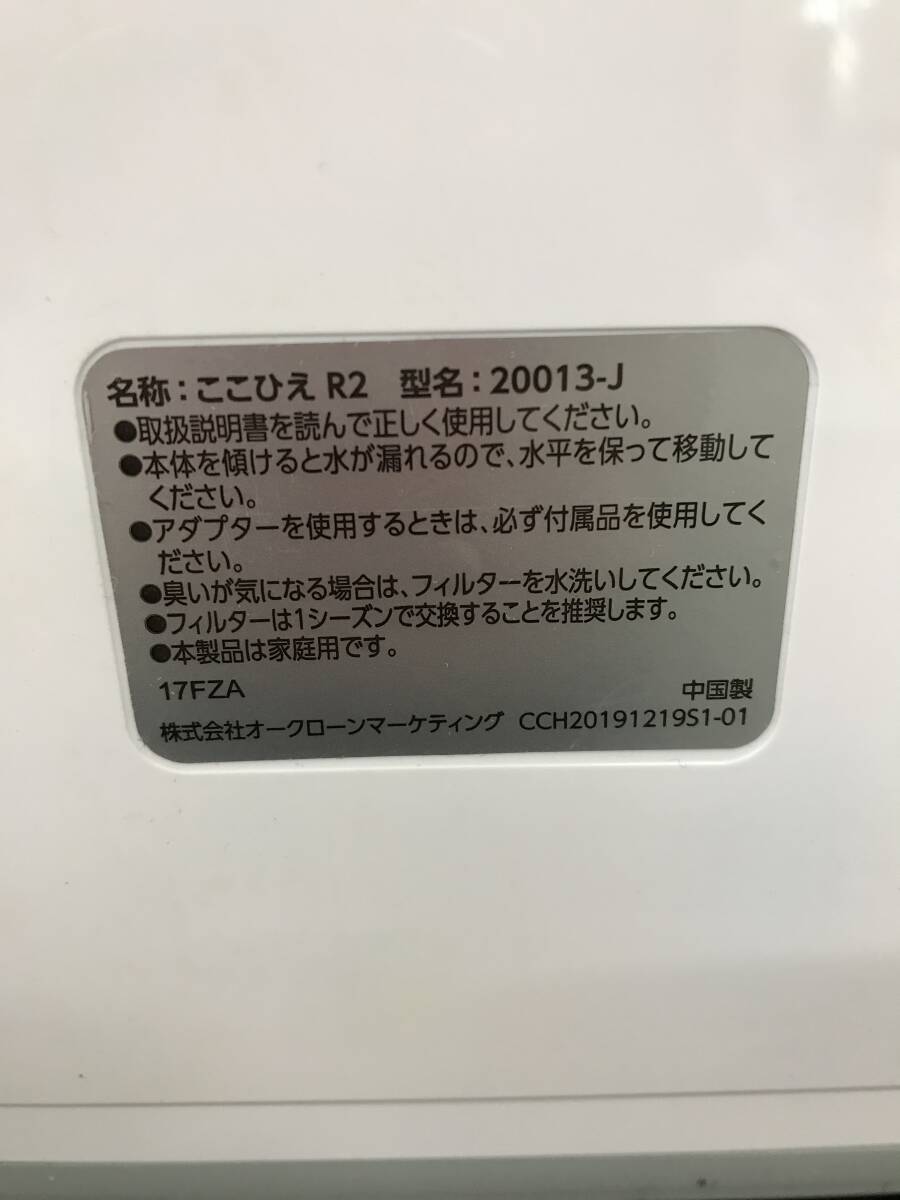 名称：ここひえ R2　型名：20013-J
●取扱説明書を読んで正しく使用してください。
●本体を傾けると水が漏れるので、水平を保って移動して
ください。
●アダプターを使用するときは、必ず付属品を使用してく
ださい。
●臭いが気になる場合は、フィルターを水洗いしてください。
●フィルターは1シーズンで交換することを推奨します。
●本製品は家庭用です。
17FZA　中国製
株式会社オークローンマーケティング　CCH20191219S1-01